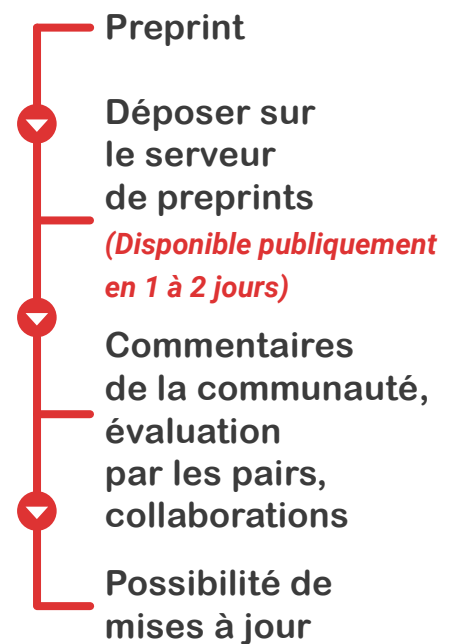 Preprint
Déposer sur
le serveur
de preprints
(Disponible publiquement
en 1 à 2 jours)
Commentaires
de la communauté,
évaluation
par les pairs,
collaborations
Possibilité de
mises à jour